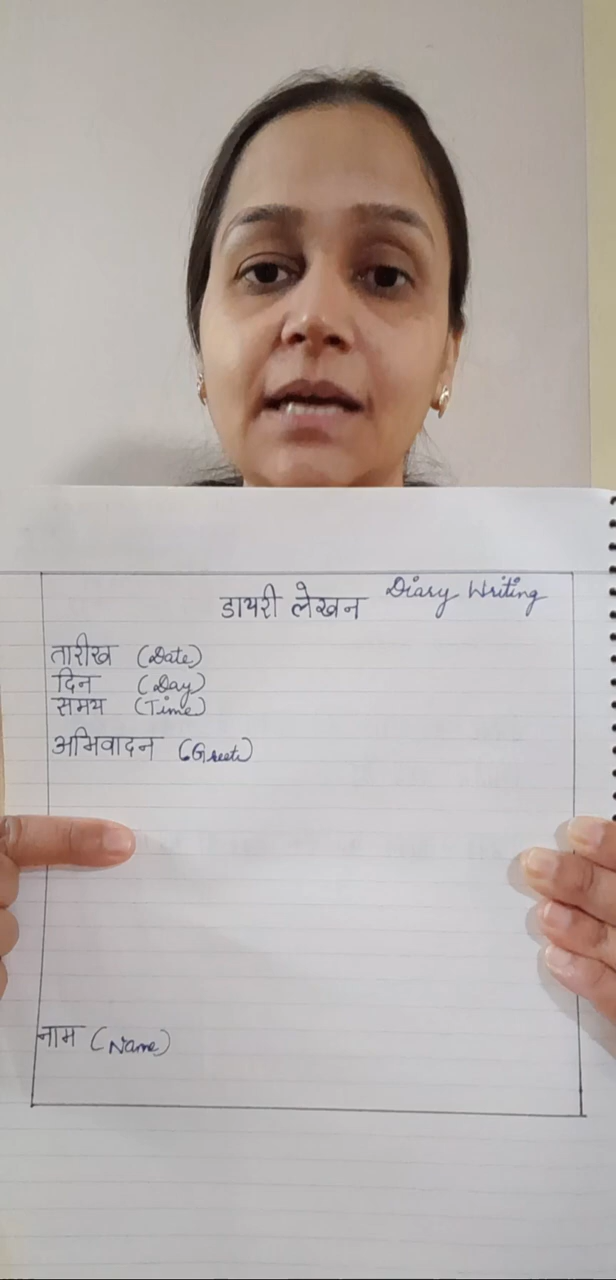 डायरी लेखन Diary Writing
तारीख (Date)
दिन (Day)
समय (Time)
अभिवादन (Greet)
नाम (Name)